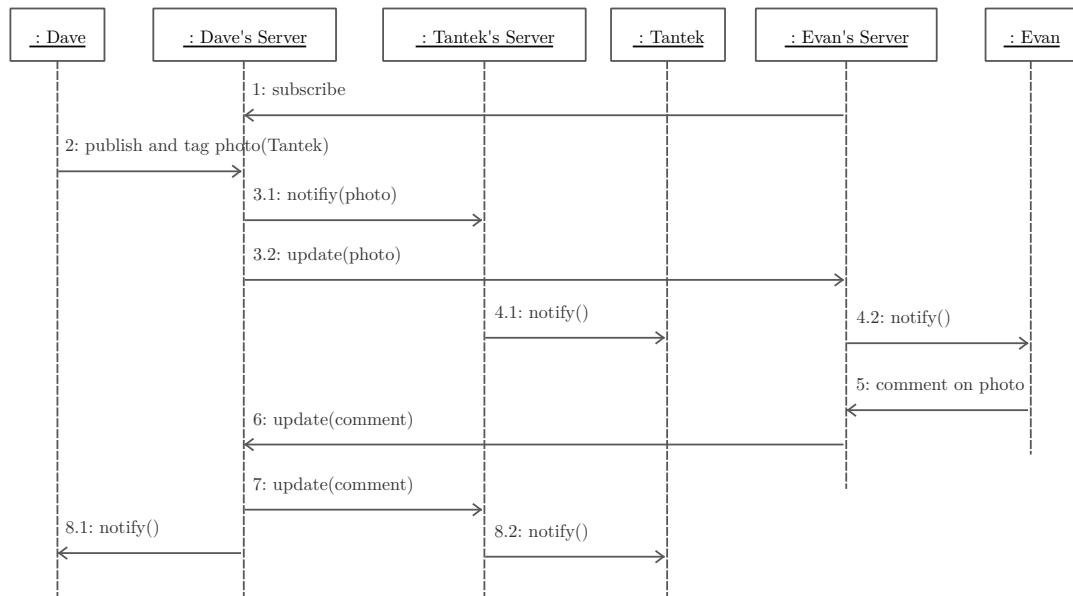 : Dave
: Dave's Server
: Tantek's Server
: Tantek
: Evan's Server
: Evan
1: subscribe
2: publish and tag photo(Tantek)
3.1: notifiy(photo)
3.2: update(photo)
4.1: notify()
4.2: notify()
5: comment on photo
6: update(comment)
7: update(comment)
8.1: notify()
8.2: notify()